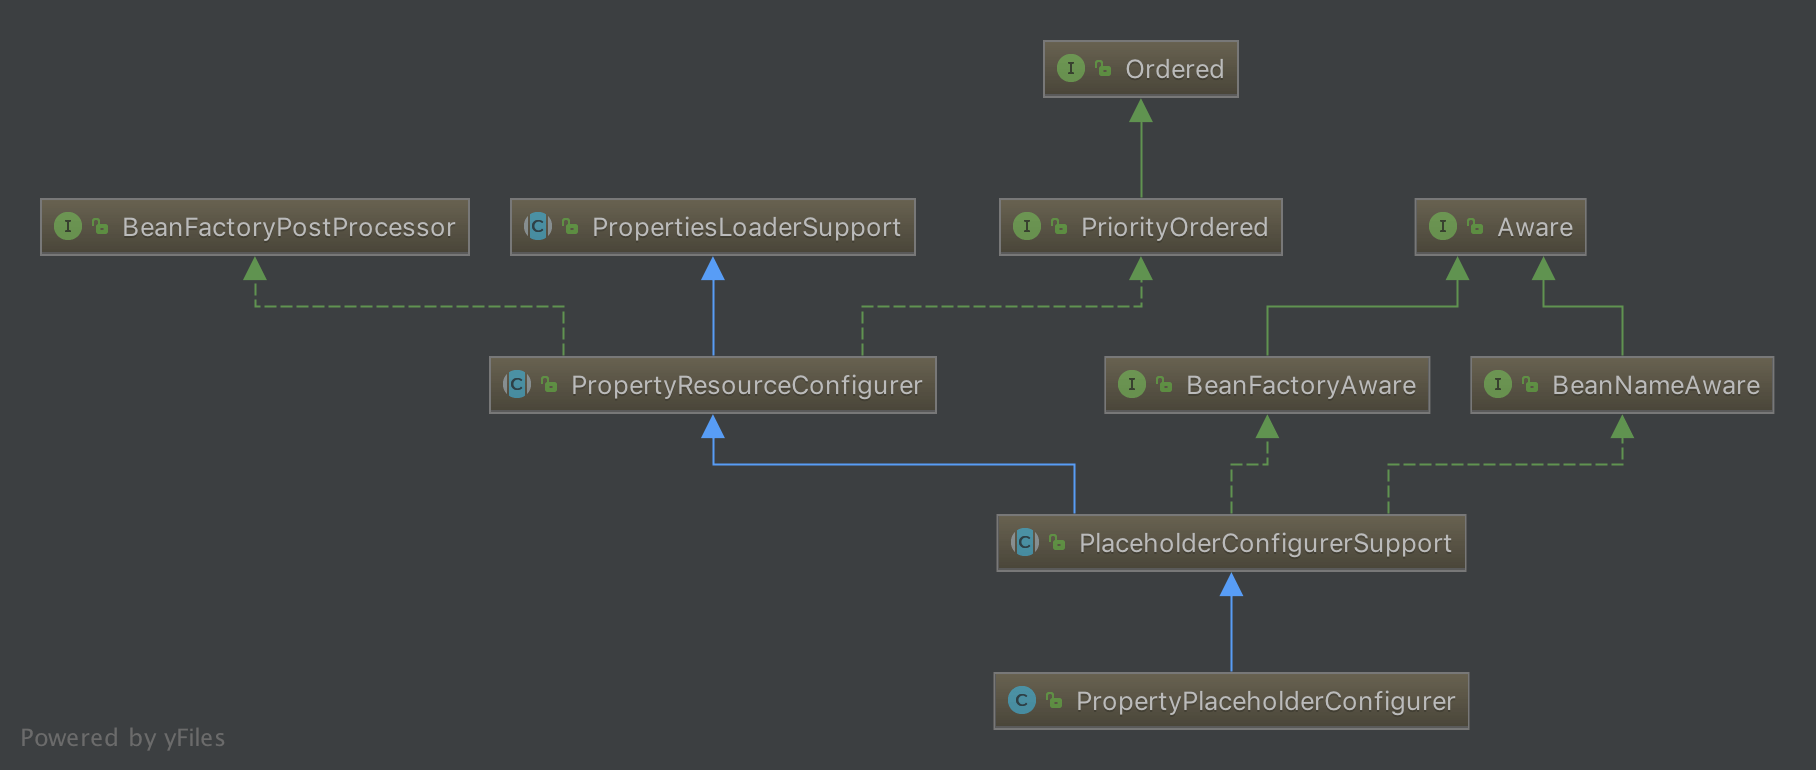 I Ordered
I BeanFactoryPostProcessor
C PropertiesLoaderSupport
I PriorityOrdered
I Aware
C PropertyResourceConfigurer
I BeanFactoryAware
I BeanNameAware
C PlaceholderConfigurerSupport
C PropertyPlaceholderConfigurer
Powered by yFiles